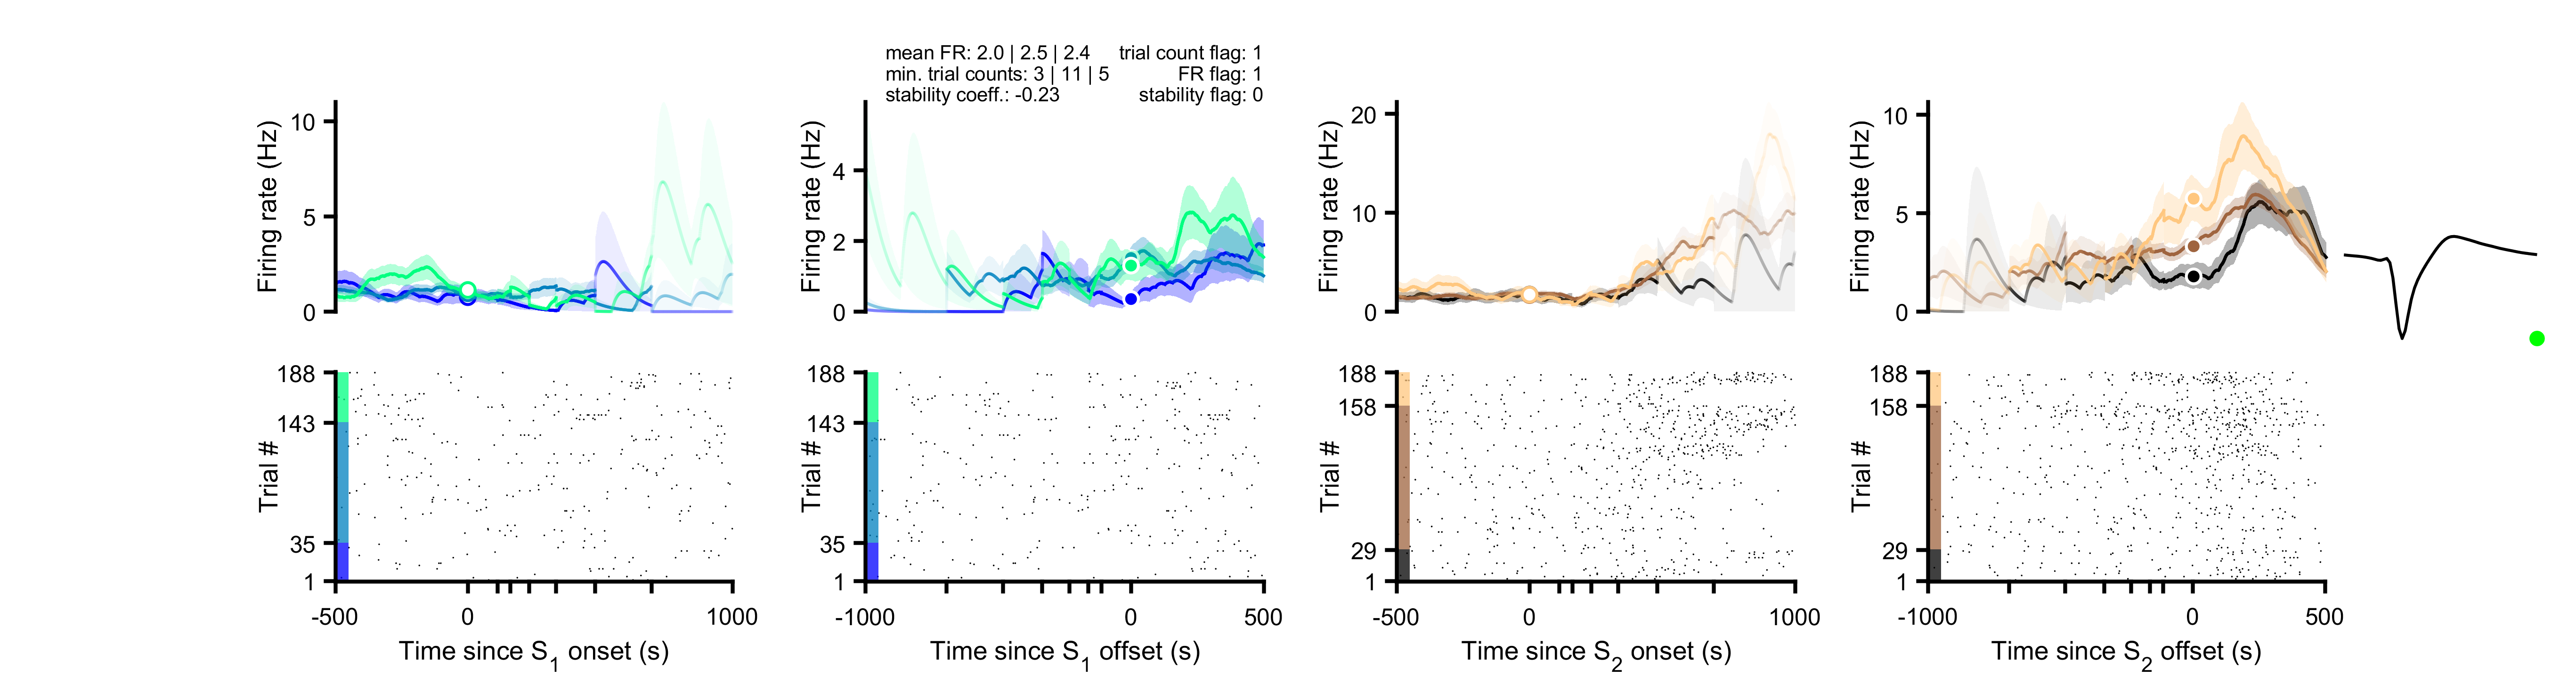 mean FR: 2.0 | 2.5 | 2.4 trial count flag: 1
min. trial counts: 3 | 11 | 5 FR flag: 1
stability coeff.: -0.23 stability flag: 0
Firing rate (Hz)
10
5
0
Firing rate (Hz)
4
2
0
Firing rate (Hz)
20
10
0
Firing rate (Hz)
10
5
0
Trial #
188
143
35
1
-500 0 1000
Time since S1 onset (s)
Trial #
188
143
35
1
-1000 0 500
Time since S1 offset (s)
Trial #
188
158
29
1
-500 0 1000
Time since S2 onset (s)
Trial #
188
158
29
1
-1000 0 500
Time since S2 offset (s)